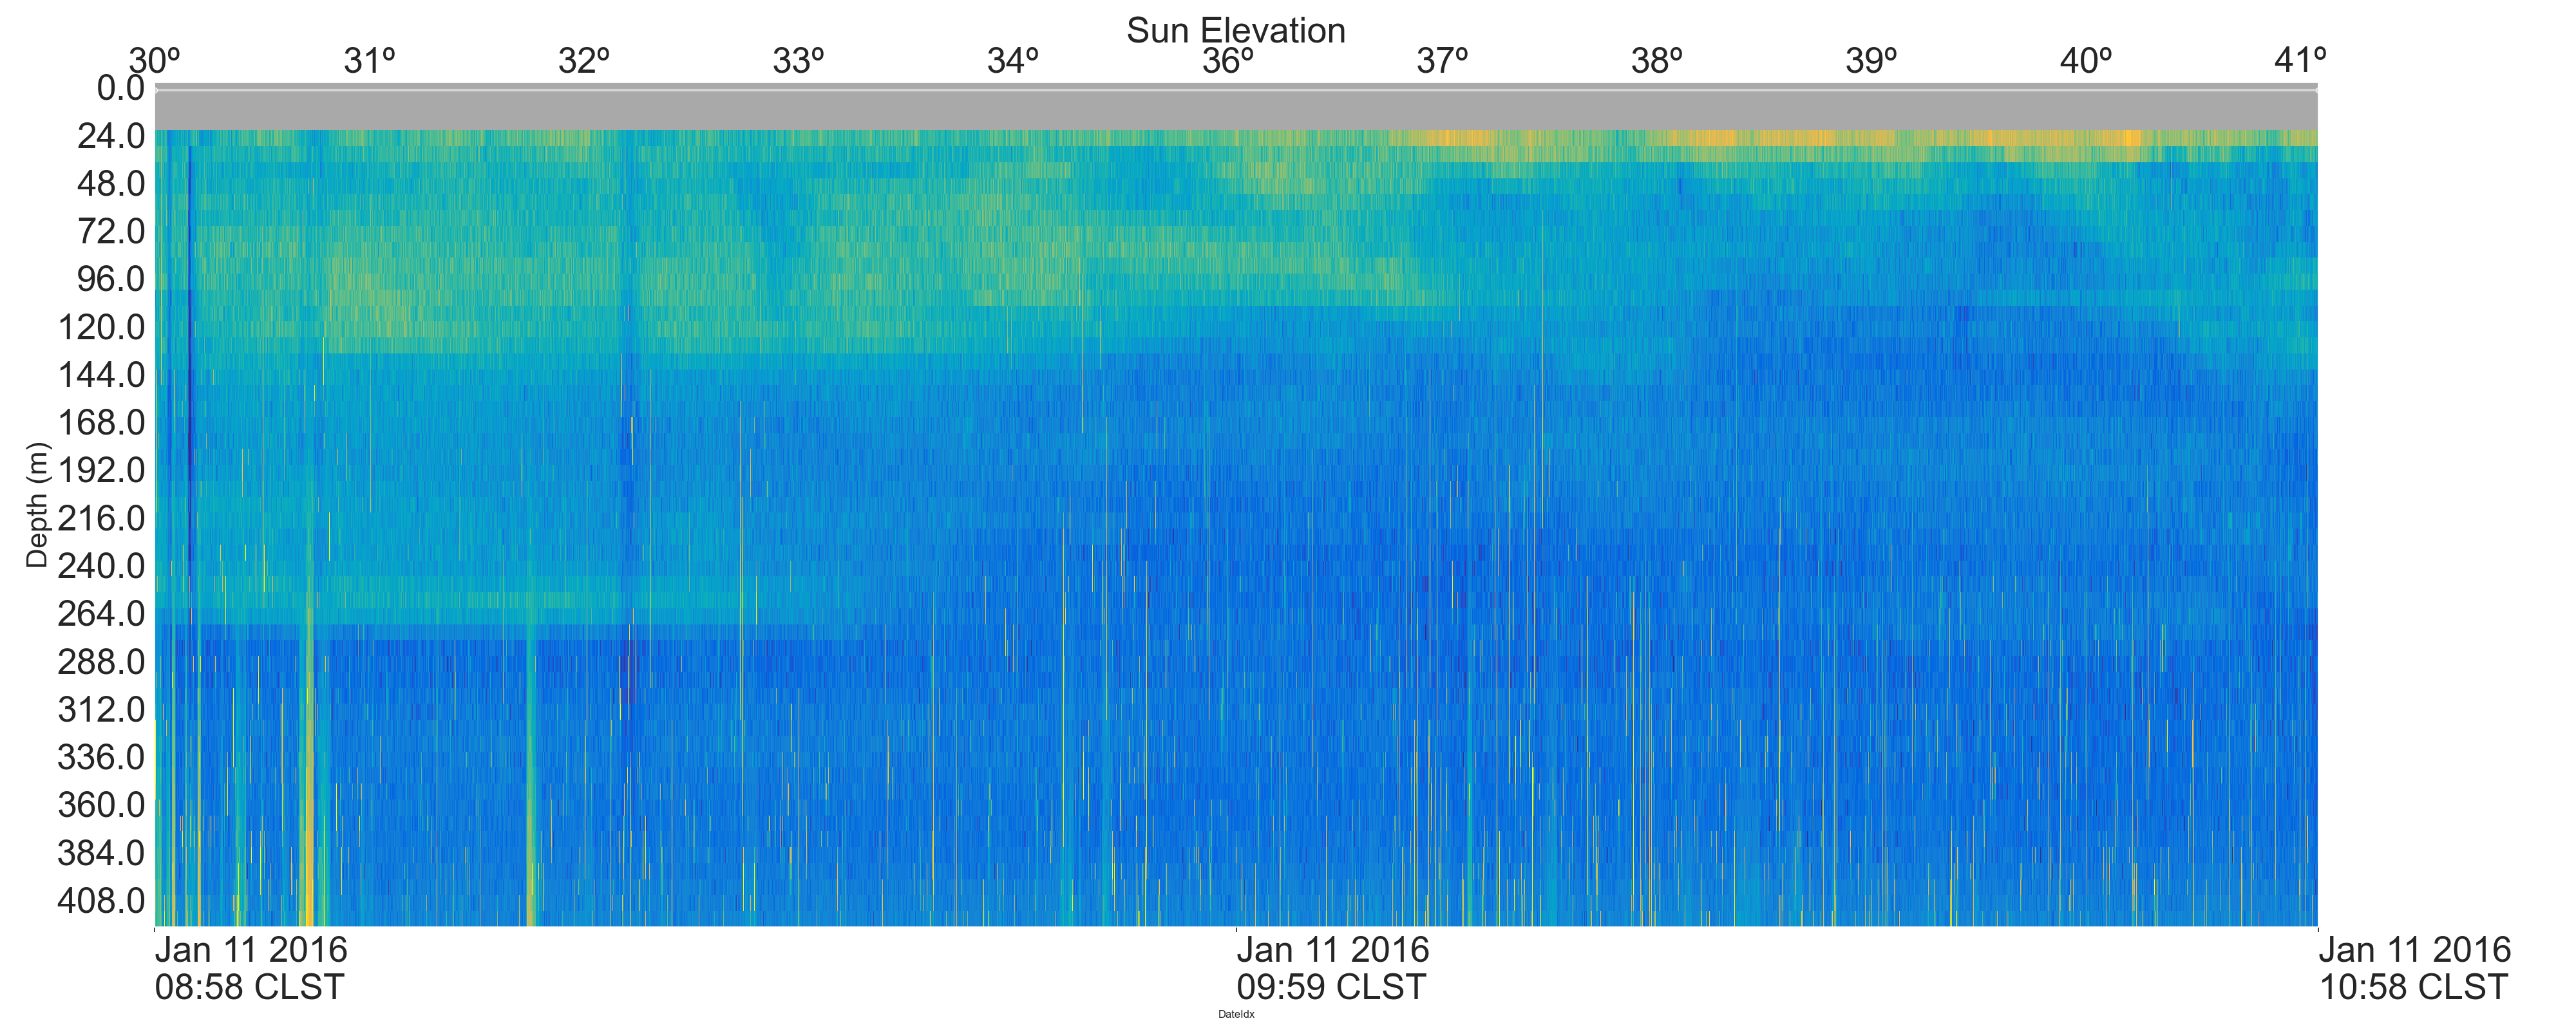 Sun Elevation
30º 31º 32º 33º 34º 36º 37º 38º 39º 40º 41º
0.0
24.0
48.0
72.0
96.0
120.0
144.0
168.0
192.0
216.0
240.0
264.0
288.0
312.0
336.0
360.0
384.0
408.0
Depth (m)
Jan 11 2016
08:58 CLST
Jan 11 2016
09:59 CLST
Jan 11 2016
10:58 CLST
DateIdx